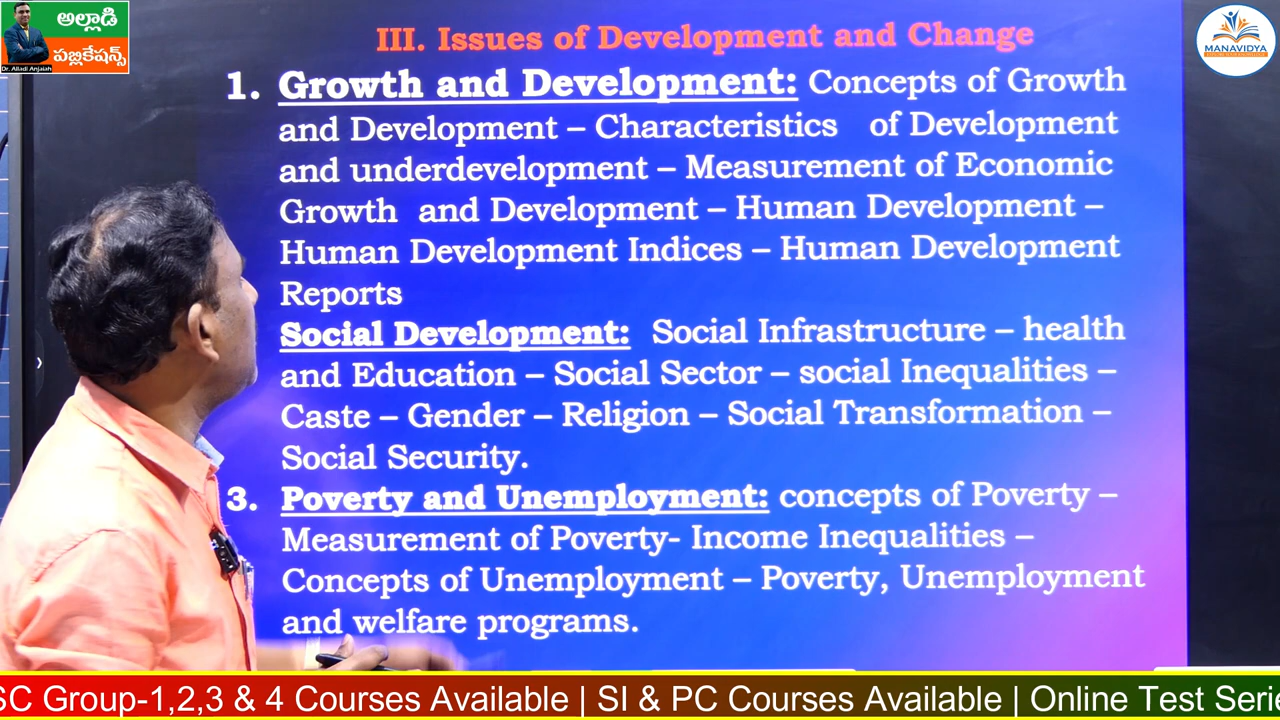 అల్లాడి
పబ్లికేషన్స్
Dr. Alladi Anjaiah
MANAVIDYA
III. Issues of Development and Change
1. Growth and Development: Concepts of Growth
and Development – Characteristics of Development
and underdevelopment – Measurement of Economic
Growth and Development – Human Development –
Human Development Indices – Human Development
Reports
Social Development: Social Infrastructure – health
and Education – Social Sector – social Inequalities –
Caste – Gender – Religion – Social Transformation –
Social Security.
3. Poverty and Unemployment: concepts of Poverty –
Measurement of Poverty- Income Inequalities –
Concepts of Unemployment – Poverty, Unemployment
and welfare programs.
SC Group-1,2,3 & 4 Courses Available | SI & PC Courses Available | Online Test Serie